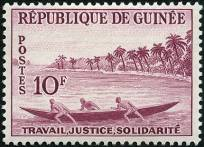 RÉPUBLIQUE DE GUINÉE
POSTES
10F
TRAVAIL, JUSTICE, SOLIDARITÉ